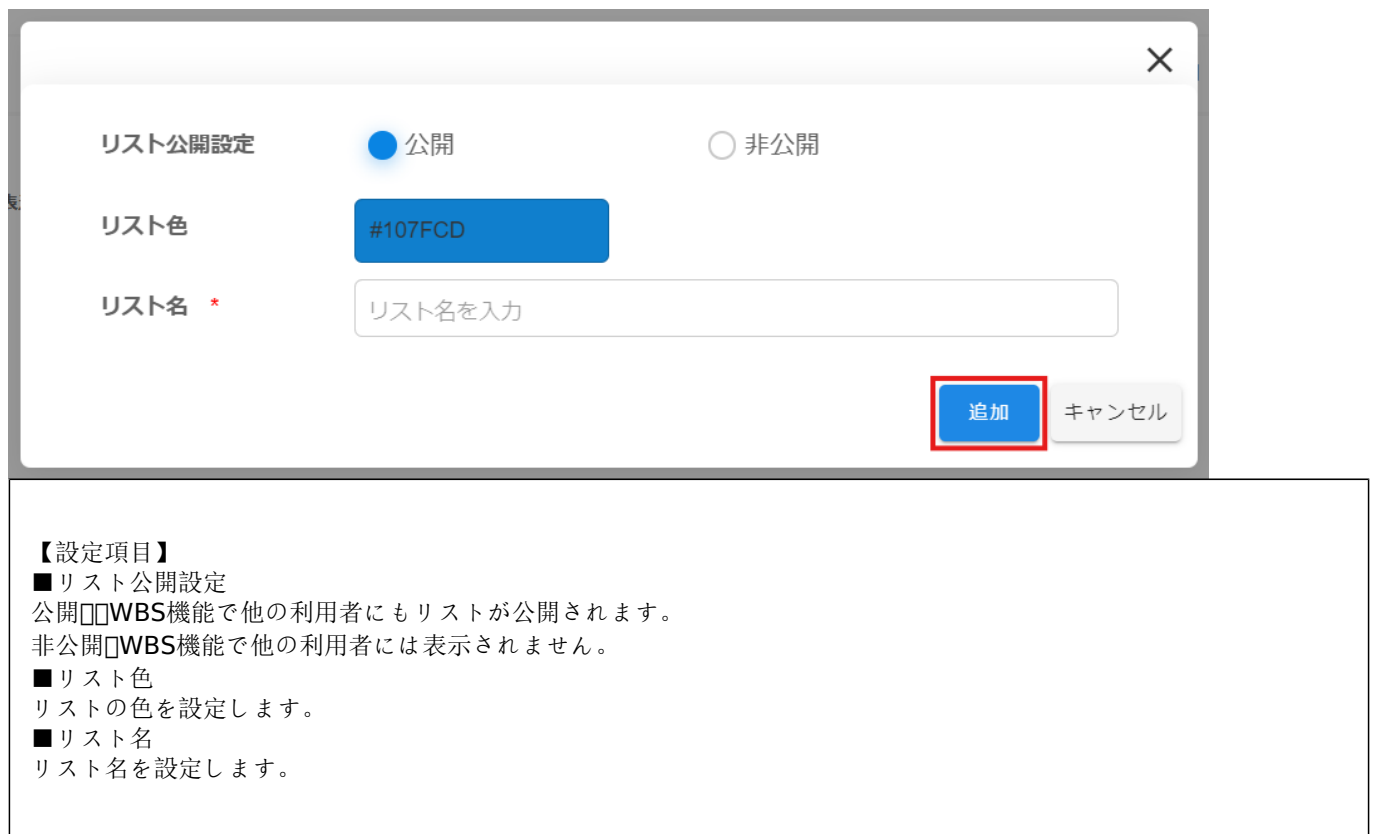 リスト公開設定 公開 非公開
表
リスト色 #107FCD
リスト名 * リスト名を入力
追加 キャンセル
【設定項目】
■リスト公開設定
公開▯▯WBS機能で他の利用者にもリストが公開されます。
非公開▯WBS機能で他の利用者には表示されません。
■リスト色
リストの色を設定します。
■リスト名
リスト名を設定します。